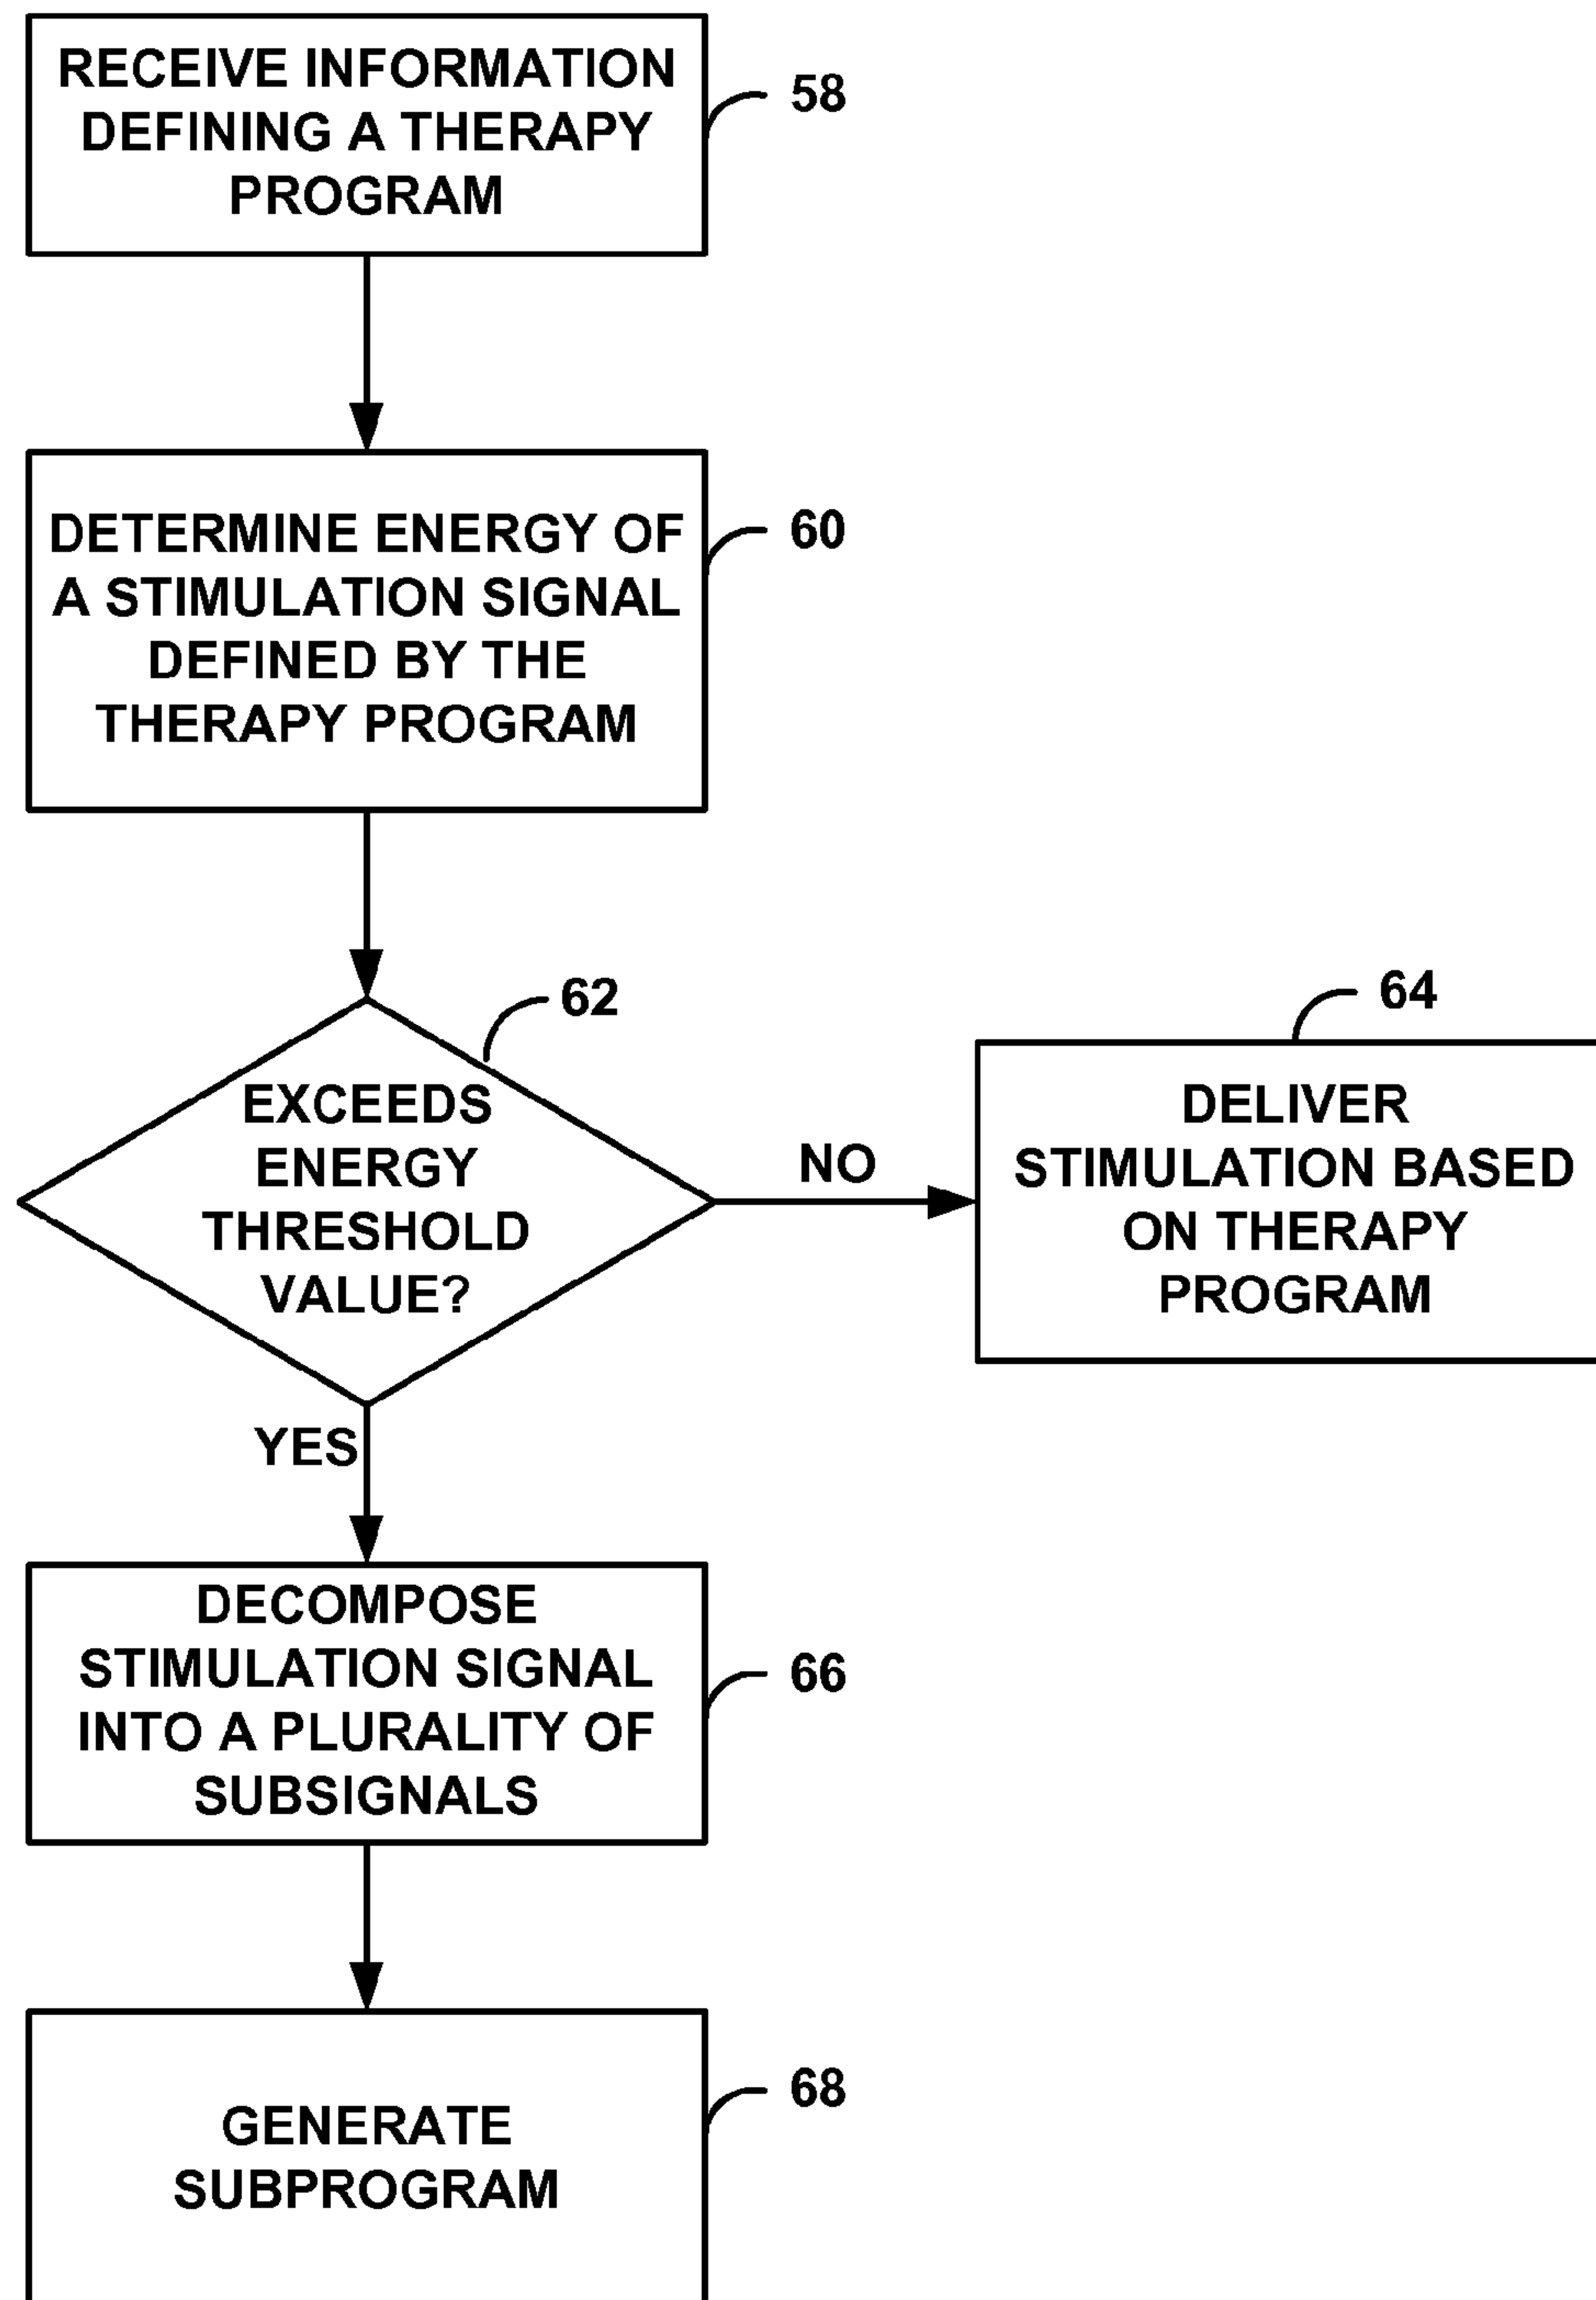 RECEIVE INFORMATION
DEFINING A THERAPY
PROGRAM
58
DETERMINE ENERGY OF
A STIMULATION SIGNAL
DEFINED BY THE
THERAPY PROGRAM
60
62
EXCEEDS
ENERGY
THRESHOLD
VALUE?
NO
64
DELIVER
STIMULATION BASED
ON THERAPY
PROGRAM
YES
DECOMPOSE
STIMULATION SIGNAL
INTO A PLURALITY OF
SUBSIGNALS
66
GENERATE
SUBPROGRAM
68